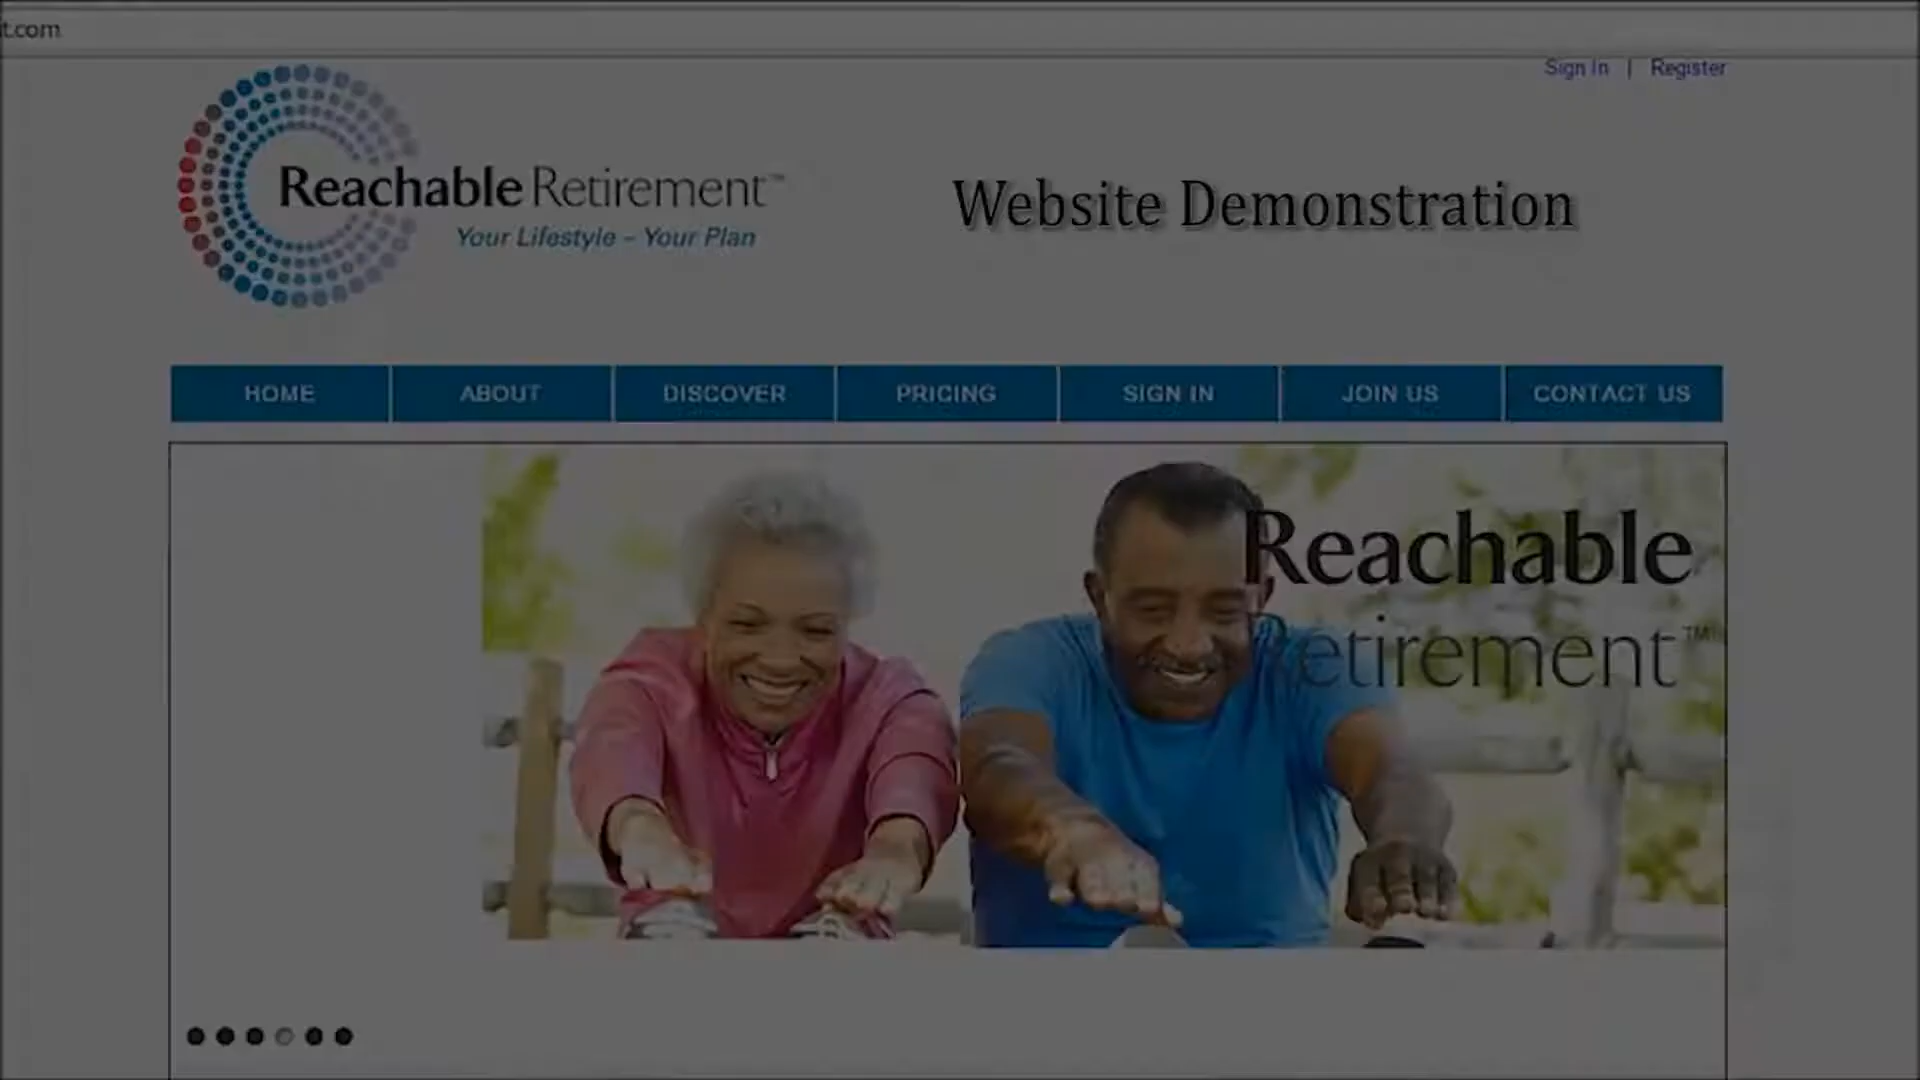 t.com
Sign In | Register
Reachable Retirement™
Your Lifestyle – Your Plan
Website Demonstration
HOME
ABOUT
DISCOVER
PRICING
SIGN IN
JOIN US
CONTACT US
Reachable
Retirement™